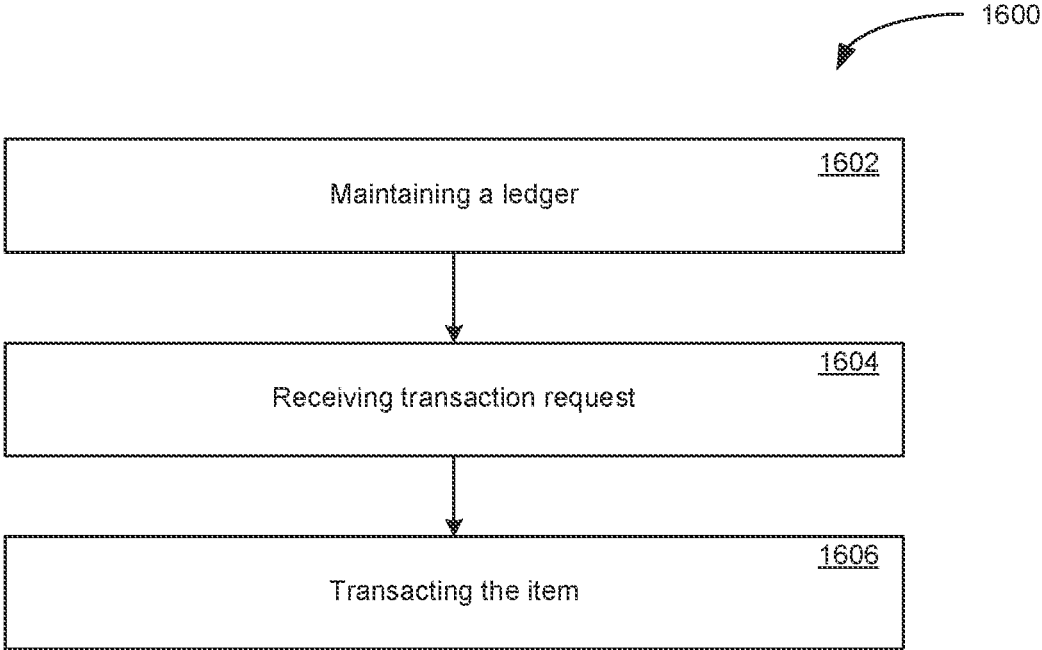 1600
1602
Maintaining a ledger
1604
Receiving transaction request
1606
Transacting the item